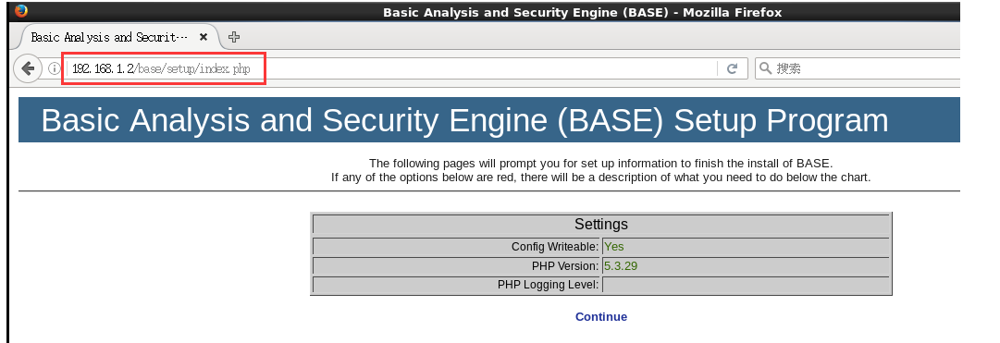 Basic Analysis and Security Engine (BASE) - Mozilla Firefox
Basic Analysis and Securit···
192.168.1.2/base/setup/index.php
搜索
Basic Analysis and Security Engine (BASE) Setup Program
The following pages will prompt you for set up information to finish the install of BASE.
If any of the options below are red, there will be a description of what you need to do below the chart.
Settings
Config Writeable: Yes
PHP Version: 5.3.29
PHP Logging Level:
Continue